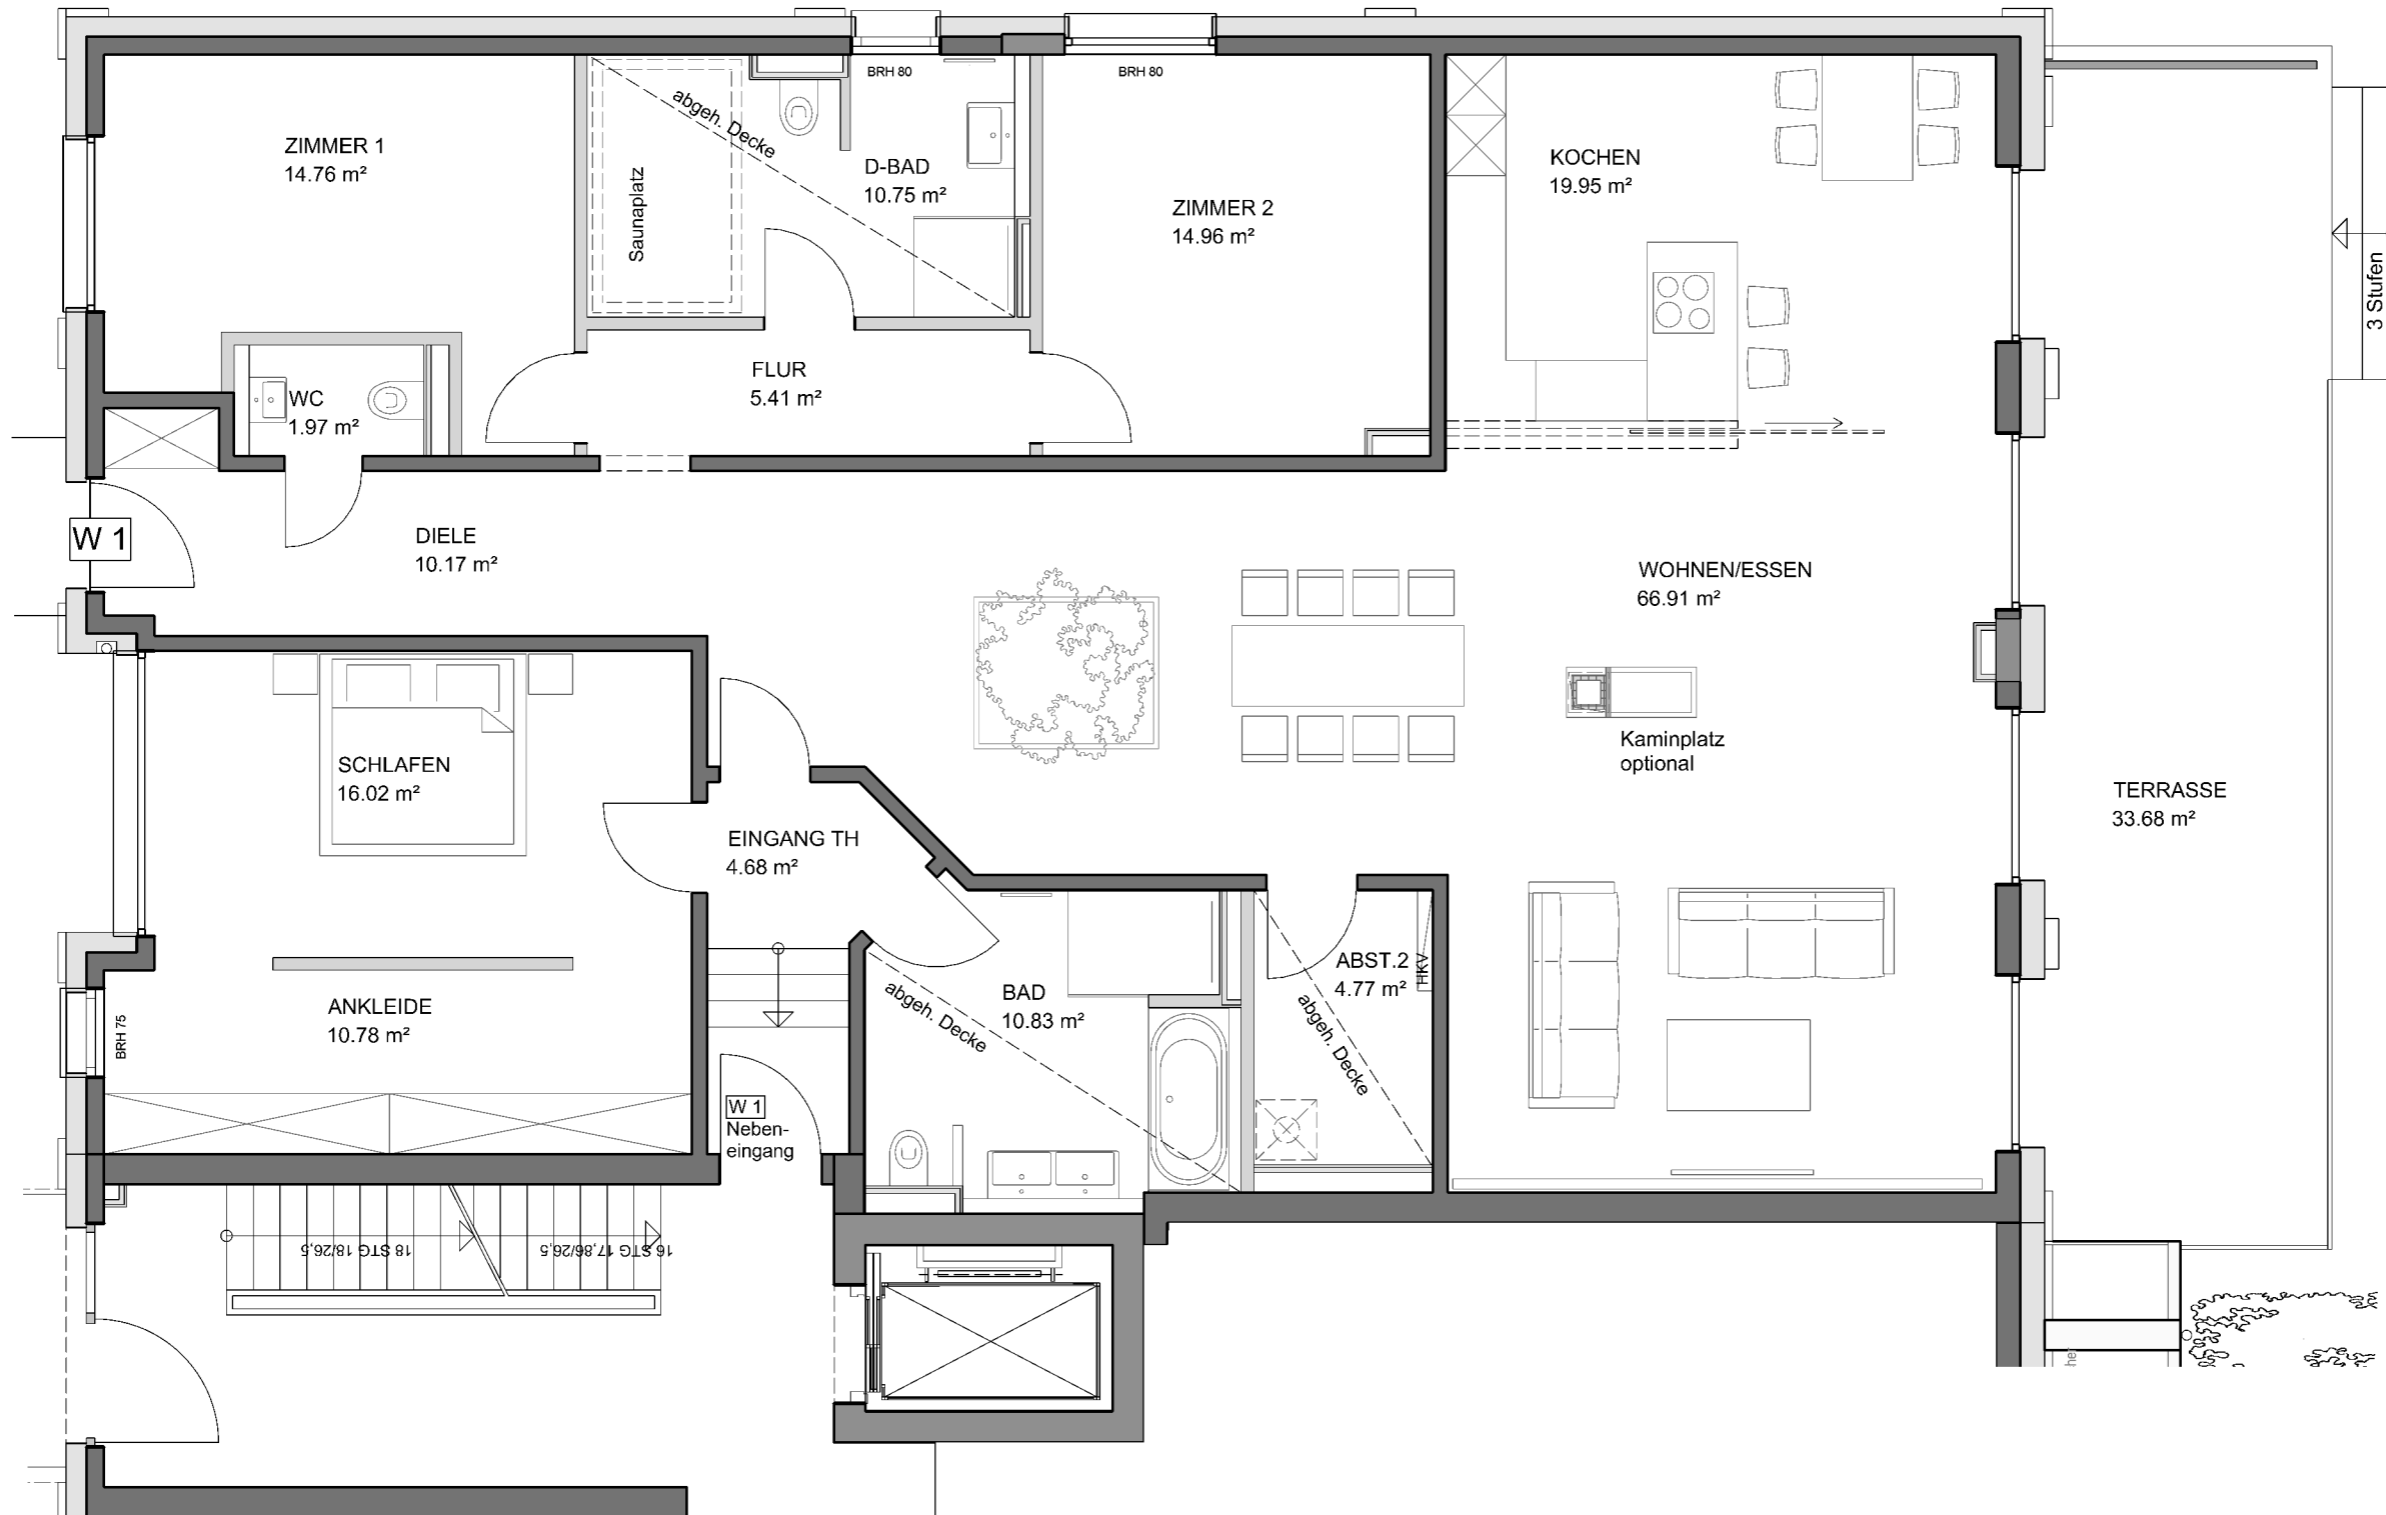 BRH 80
BRH 80
ZIMMER 1
14.76 m²
abgeh. Decke
Saunaplatz
D-BAD
10.75 m²
ZIMMER 2
14.96 m²
KOCHEN
19.95 m²
3 Stufen
FLUR
5.41 m²
WC
1.97 m²
W 1
DIELE
10.17 m²
WOHNEN/ESSEN
66.91 m²
Kaminplatz
optional
SCHLAFEN
16.02 m²
TERRASSE
33.68 m²
EINGANG TH
4.68 m²
ABST.2
4.77 m²
HKV
BAD
10.83 m²
abgeh. Decke
abgeh. Decke
ANKLEIDE
10.78 m²
BRH 75
W 1
Neben-
eingang
18 STG 18/26,5
16 STG 17,86/26,5